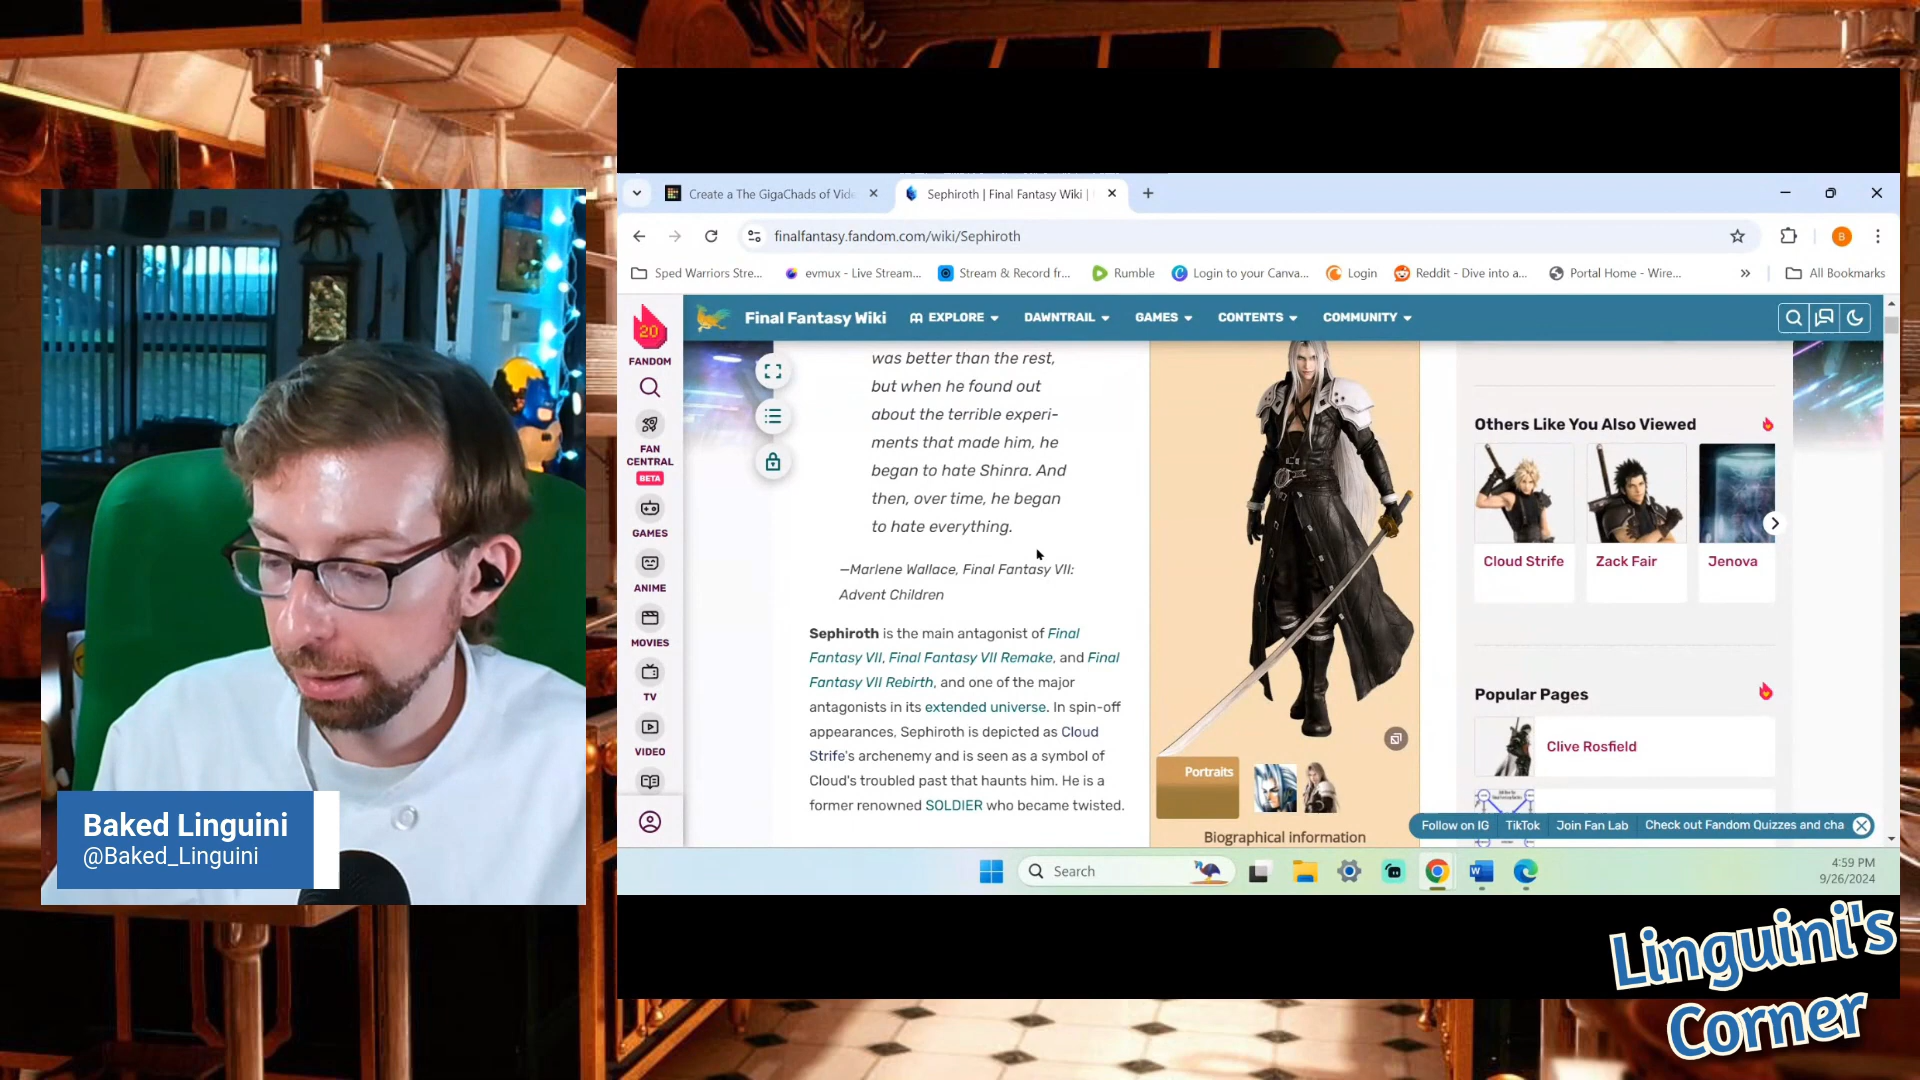 Create a The GigaChads of Vide
Sephiroth | Final Fantasy Wiki |
finalfantasy.fandom.com/wiki/Sephiroth
B
Sped Warriors Stre...
evmux - Live Stream...
Stream & Record fr...
Rumble
Login to your Canva...
Login
Reddit - Dive into a...
Portal Home - Wire...
All Bookmarks
20
FANDOM
FAN
CENTRAL
BETA
GAMES
ANIME
MOVIES
TV
VIDEO
Final Fantasy Wiki
EXPLORE
DAWNTRAIL
GAMES
CONTENTS
COMMUNITY
was better than the rest,
but when he found out
about the terrible experi-
ments that made him, he
began to hate Shinra. And
then, over time, he began
to hate everything.
—Marlene Wallace, Final Fantasy VII:
Advent Children
Sephiroth is the main antagonist of Final
Fantasy VII, Final Fantasy VII Remake, and Final
Fantasy VII Rebirth, and one of the major
antagonists in its extended universe. In spin-off
appearances, Sephiroth is depicted as Cloud
Strife's archenemy and is seen as a symbol of
Cloud's troubled past that haunts him. He is a
former renowned SOLDIER who became twisted.
Portraits
Biographical information
Others Like You Also Viewed
Cloud Strife
Zack Fair
Jenova
Popular Pages
Clive Rosfield
Follow on IG
TikTok
Join Fan Lab
Check out Fandom Quizzes and cha
Search
W
4:59 PM
9/26/2024
Baked Linguini
@Baked_Linguini
Linguini's
Corner